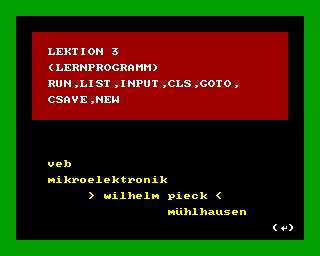 LEKTION 3
(LERNPROGRAMM)
RUN,LIST,INPUT,CLS,GOTO,
CSAVE,NEW
veb
mikroelektronik
> wilhelm pieck <
mühlhausen
(↵)